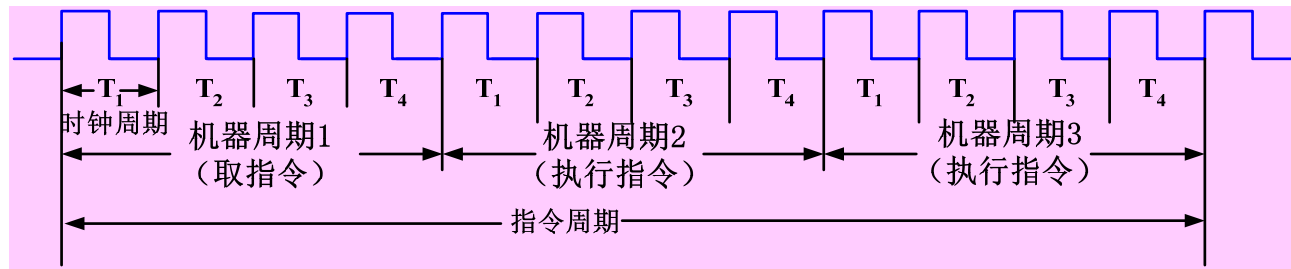 T₁ T₂ T₃ T₄ T₁ T₂ T₃ T₄ T₁ T₂ T₃ T₄
时钟周期
机器周期1
（取指令）
机器周期2
（执行指令）
机器周期3
（执行指令）
指令周期